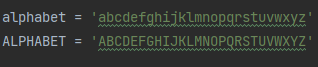 alphabet = 'abcdefghijklmnopqrstuvwxyz'
ALPHABET = 'ABCDEFGHIJKLMNOPQRSTUVWXYZ'